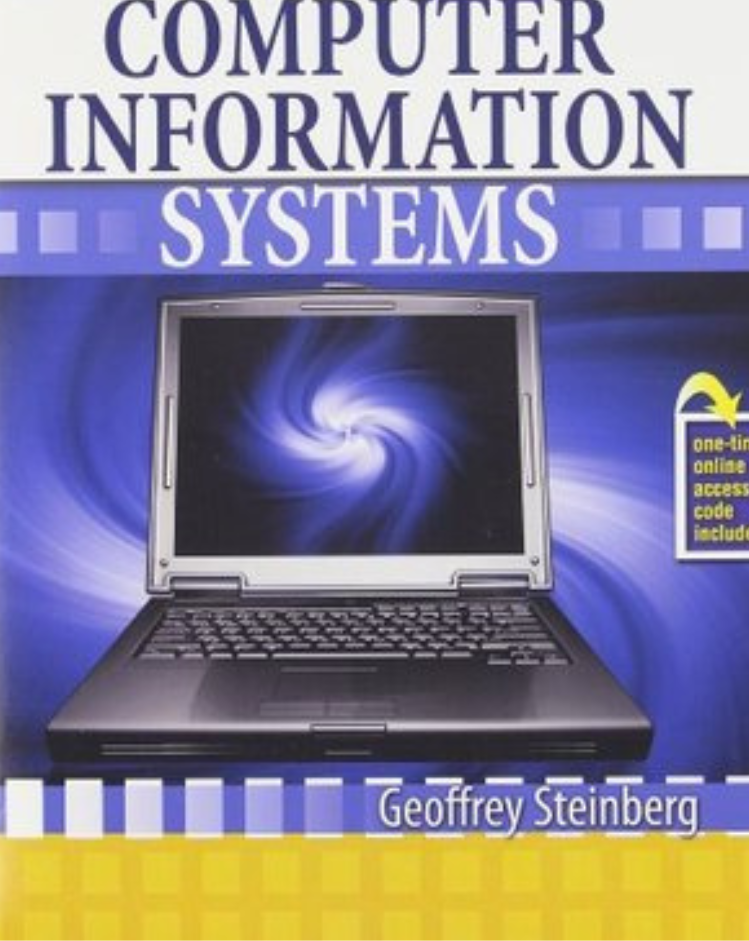 COMPUTER
INFORMATION
SYSTEMS
online
access
code
Geoffrey Steinberg